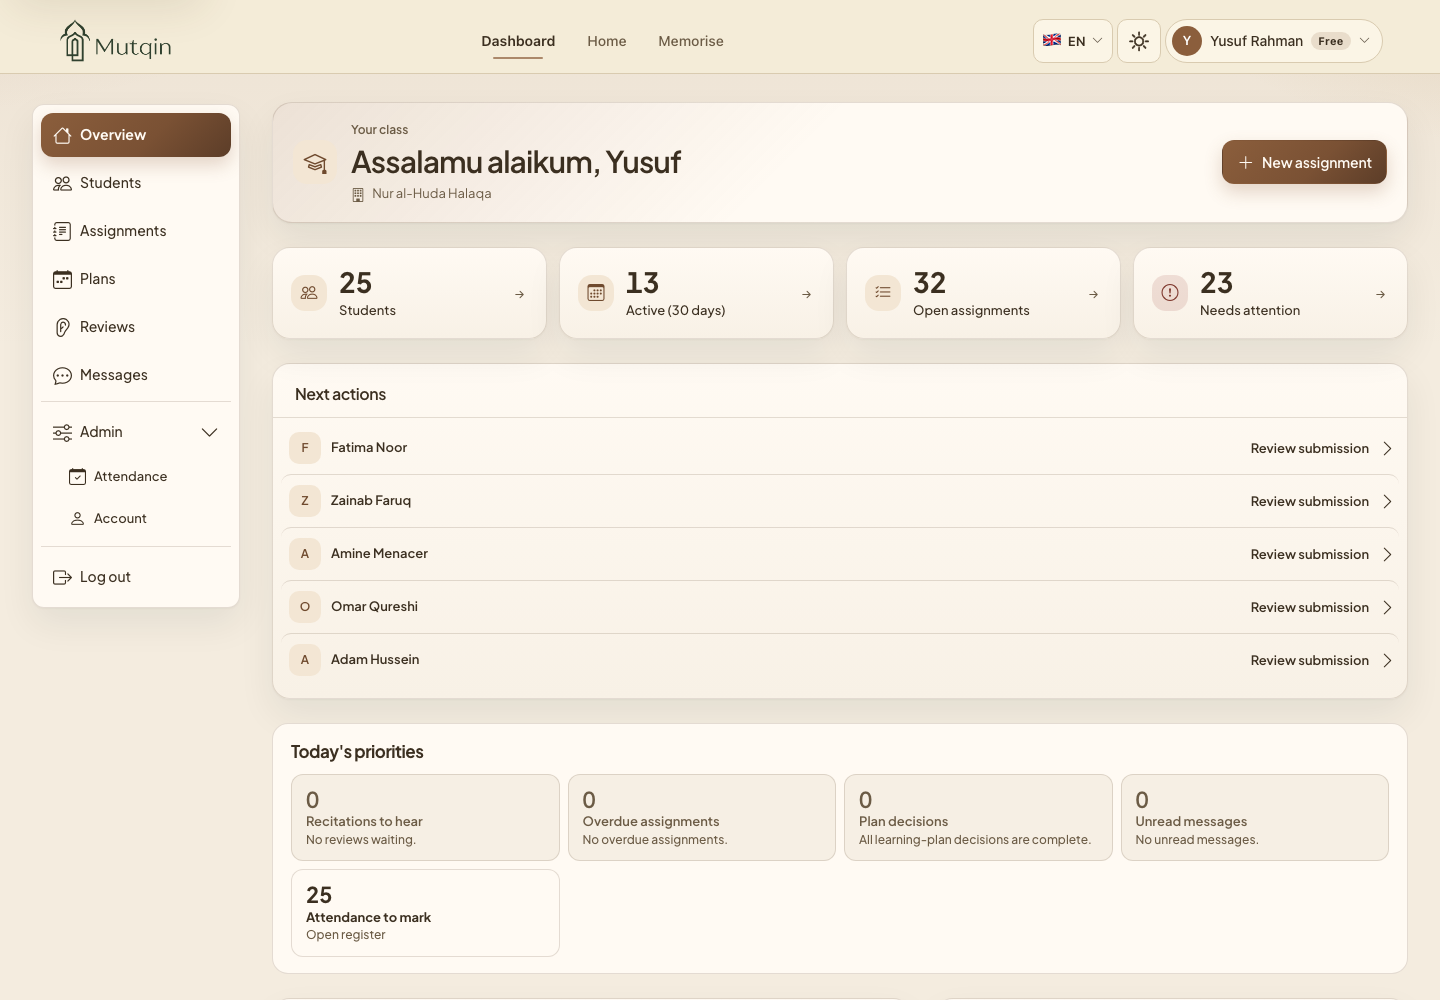 Mutqin
Dashboard
Home
Memorise
EN
Y
Yusuf Rahman
Free
Overview
Students
Assignments
Plans
Reviews
Messages
Admin
Attendance
Account
Log out
Your class
Assalamu alaikum, Yusuf
Nur al-Huda Halaqa
New assignment
25
Students
13
Active (30 days)
32
Open assignments
23
Needs attention
Next actions
F
Fatima Noor
Review submission
Z
Zainab Faruq
Review submission
A
Amine Menacer
Review submission
O
Omar Qureshi
Review submission
A
Adam Hussein
Review submission
Today's priorities
0
Recitations to hear
No reviews waiting.
0
Overdue assignments
No overdue assignments.
0
Plan decisions
All learning-plan decisions are complete.
0
Unread messages
No unread messages.
25
Attendance to mark
Open register